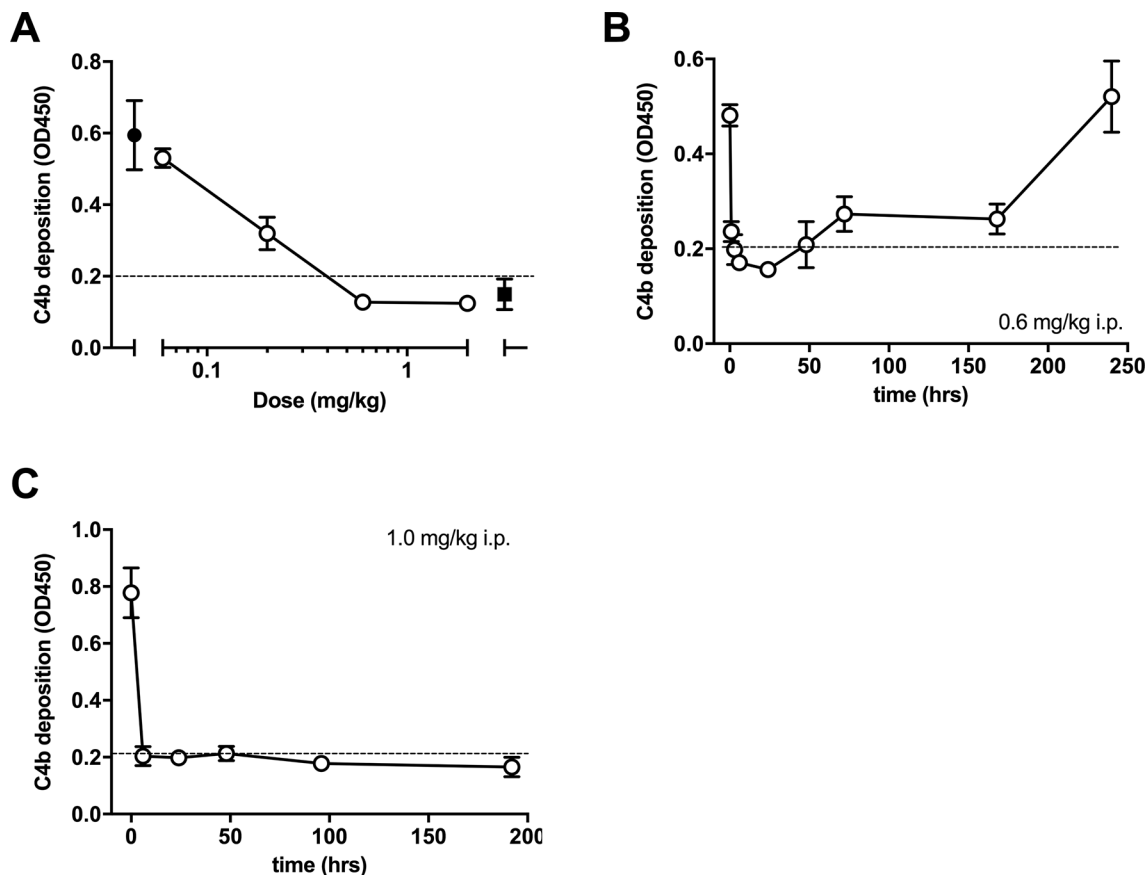 A
C4b deposition (OD450)
0.8
0.6
0.4
0.2
0.0
0.1 1
Dose (mg/kg)
B
C4b deposition (OD450)
0.6
0.4
0.2
0.0
0.6 mg/kg i.p.
0 50 100 150 200 250
time (hrs)
C
C4b deposition (OD450)
1.0
0.8
0.6
0.4
0.2
0.0
1.0 mg/kg i.p.
0 50 100 150 200
time (hrs)